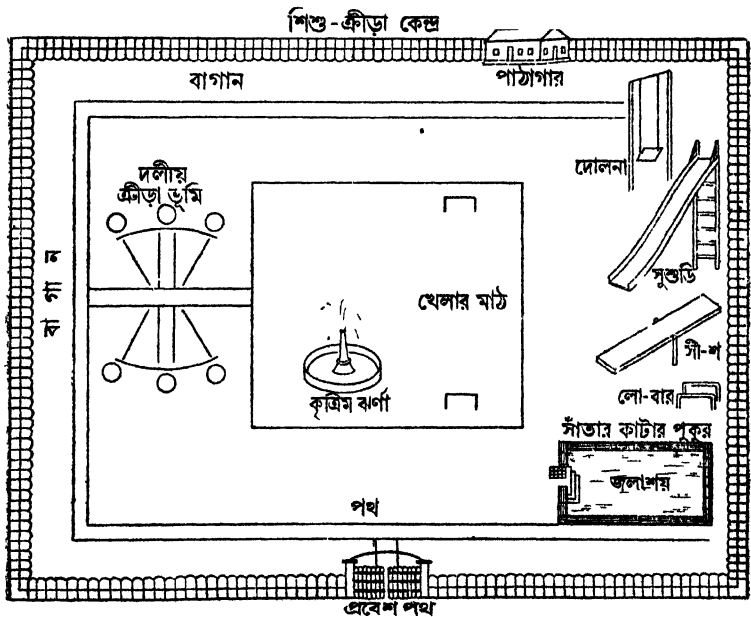 শিশু-ক্রীড়া কেন্দ্র
পাঠাগার
বাগান
দোলনা
দলীয়
ক্রীড়া ভূমি
সুশুডি
বাগান
খেলার মাঠ
সী-শ
লো-বার
কৃত্রিম ঝর্ণা
সাঁতার কাটার পুকুর
জলাশয়
পথ
প্রবেশ পথ